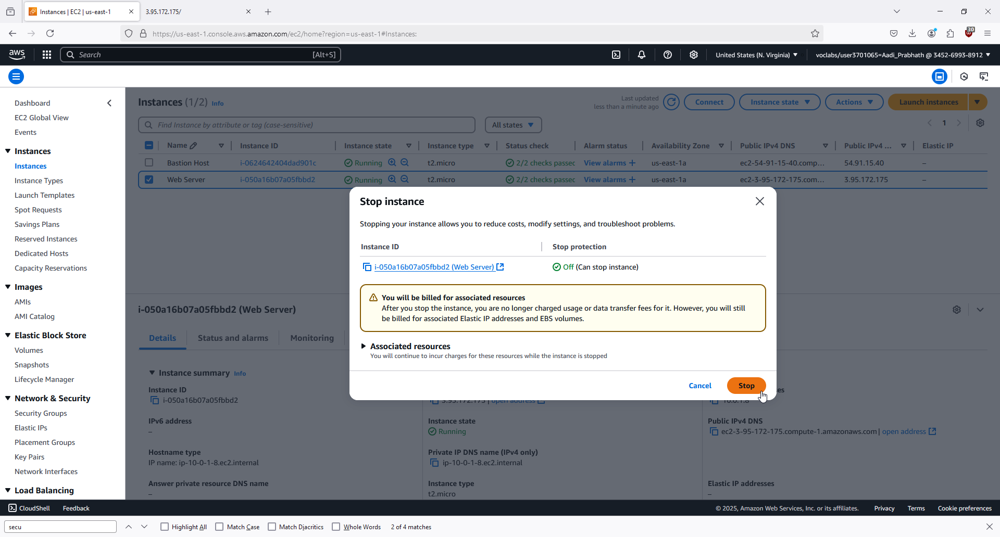 Instances | EC2 | us-east-1
3.95.172.175/
https://us-east-1.console.aws.amazon.com/ec2/home?region=us-east-1#Instances:
30
aws
Search
[Alt+S]
United States (N. Virginia)
voclabs/user3701065=Aadi_Prabhath @ 3452-6993-8912
Dashboard
EC2 Global View
Events
Instances
Instances
Instance Types
Launch Templates
Spot Requests
Savings Plans
Reserved Instances
Dedicated Hosts
Capacity Reservations
Images
AMIs
AMI Catalog
Elastic Block Store
Volumes
Snapshots
Lifecycle Manager
Network & Security
Security Groups
Elastic IPs
Placement Groups
Key Pairs
Network Interfaces
Load Balancing
Instances (1/2) Info
Last updated
less than a minute ago
Connect
Instance state
Actions
Launch instances
Find Instance by attribute or tag (case-sensitive)
All states
1
Name Instance ID Instance state Instance type Status check Alarm status Availability Zone Public IPv4 DNS Public IPv4 ... Elastic IP
Bastion Host i-0624642404dad901c Running t2.micro 2/2 checks passec View alarms us-east-1a ec2-54-91-15-40.comp... 54.91.15.40 –
Web Server i-050a16b07a05fbbd2 Running t2.micro 2/2 checks passec View alarms us-east-1a ec2-3-95-172-175.com... 3.95.172.175 –
Stop instance
Stopping your instance allows you to reduce costs, modify settings, and troubleshoot problems.
Instance ID Stop protection
i-050a16b07a05fbbd2 (Web Server) Off (Can stop instance)
You will be billed for associated resources
After you stop the instance, you are no longer charged usage or data transfer fees for it. However, you will still
be billed for associated Elastic IP addresses and EBS volumes.
Associated resources
You will continue to incur charges for these resources while the instance is stopped
Cancel
Stop
i-050a16b07a05fbbd2 (Web Server)
Details
Status and alarms
Monitoring
Instance summary Info
Instance ID
i-050a16b07a05fbbd2
3.95.172.175 | open address
es
10.0.1.8
IPv6 address
–
Instance state
Running
Public IPv4 DNS
ec2-3-95-172-175.compute-1.amazonaws.com | open address
Hostname type
IP name: ip-10-0-1-8.ec2.internal
Private IP DNS name (IPv4 only)
ip-10-0-1-8.ec2.internal
Answer private resource DNS name
–
Instance type
t2.micro
Elastic IP addresses
–
CloudShell
Feedback
© 2025, Amazon Web Services, Inc. or its affiliates.
Privacy
Terms
Cookie preferences
secu
Highlight All
Match Case
Match Diacritics
Whole Words
2 of 4 matches